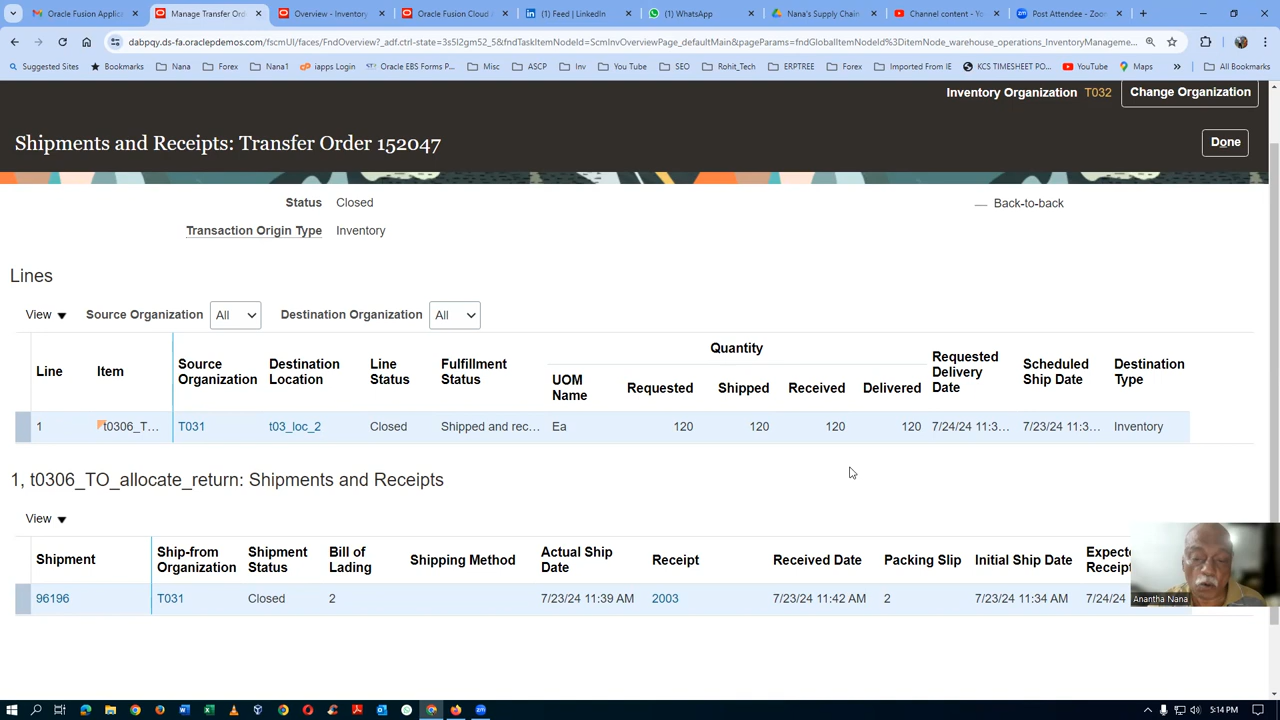 Oracle Fusion Applic
Manage Transfer Ord
Overview - Inventory
Oracle Fusion Cloud
(1) Feed | LinkedIn
(1) WhatsApp
Nana's Supply Chain
Channel content - Yo
Post Attendee - Zoo
dabpqy.ds-fa.oraclepdemos.com/fscmUI/faces/FndOverview?_adf.ctrl-state=3s5l2gm52_5&fndTaskItemNodeId=ScmInvOverviewPage_defaultMain&pageParams=fndGlobalItemNodeId%3DitemNode_warehouse_operations_InventoryManageme...
Suggested Sites Bookmarks Nana Forex Nana1 iapps Login Oracle EBS Forms P... Misc ASCP Inv You Tube SEO Rohit_Tech ERPTREE Forex Imported From IE KCS TIMESHEET PO... YouTube Maps » All Bookmarks
Inventory Organization T032 Change Organization
Shipments and Receipts: Transfer Order 152047 Done
Status Closed Back-to-back
Transaction Origin Type Inventory
Lines
View Source Organization All Destination Organization All
Line Item Source Organization Destination Location Line Status Fulfillment Status UOM Name Quantity Requested Shipped Received Delivered Requested Delivery Date Scheduled Ship Date Destination Type
1 t0306_T... T031 t03_loc_2 Closed Shipped and rec... Ea 120 120 120 120 7/24/24 11:3... 7/23/24 11:3... Inventory
1, t0306_TO_allocate_return: Shipments and Receipts
View
Shipment Ship-from Organization Shipment Status Bill of Lading Shipping Method Actual Ship Date Receipt Received Date Packing Slip Initial Ship Date Receipt
96196 T031 Closed 2 7/23/24 11:39 AM 2003 7/23/24 11:42 AM 2 7/23/24 11:34 AM 7/24/24
Anantha Nana
5:14 PM